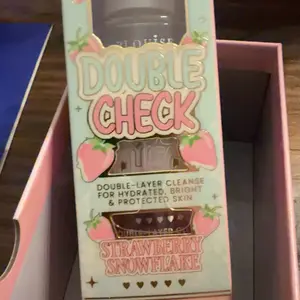 DOUBLE
CHECK
DOUBLE-LAYER CLEANSE
FOR HYDRATED, BRIGHT
& PROTECTED SKIN
STRAWBERRY
SNOWFLAKE